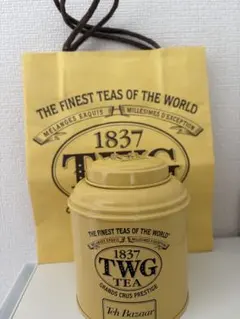 THE FINEST TEAS OF THE WORLD
MÉLANGES EXQUIS MILLÉSIMES D'EXCEPTION
1837
TWG
THE FINEST TEAS OF THE WORLD
1837
TWG
TEA
GRANDS CRUS PRESTIGE
Teh Bazaar